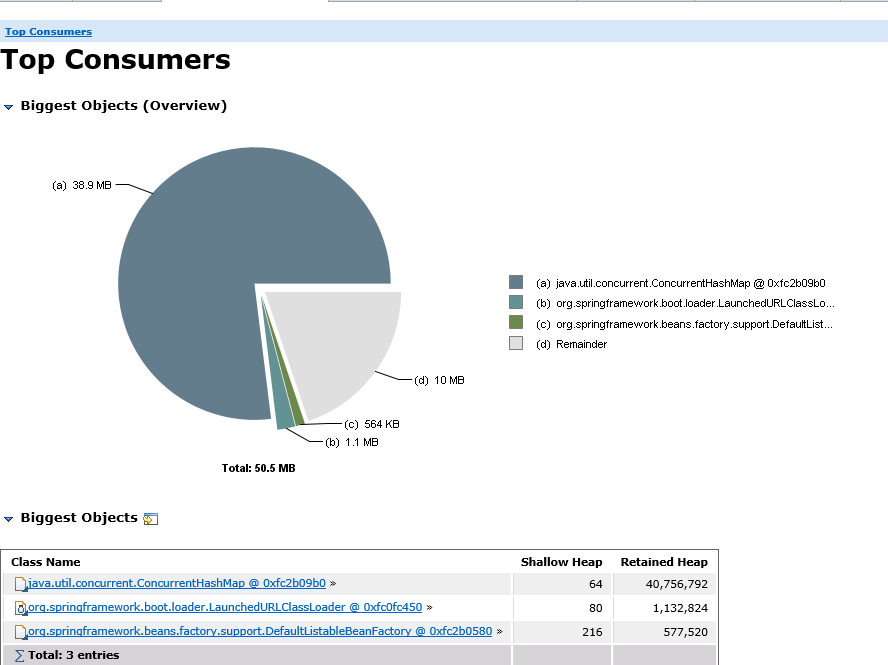 Top Consumers
Top Consumers
Biggest Objects (Overview)
(a) 38.9 MB
(d) 10 MB
(c) 564 KB
(b) 1.1 MB
Total: 50.5 MB
(a) java.util.concurrent.ConcurrentHashMap @ 0xfc2b09b0
(b) org.springframework.boot.loader.LaunchedURLClassLo...
(c) org.springframework.beans.factory.support.DefaultList...
(d) Remainder
Biggest Objects
Class Name Shallow Heap Retained Heap
java.util.concurrent.ConcurrentHashMap @ 0xfc2b09b0 » 64 40,756,792
org.springframework.boot.loader.LaunchedURLClassLoader @ 0xfc0fc450 » 80 1,132,824
org.springframework.beans.factory.support.DefaultListableBeanFactory @ 0xfc2b0580 » 216 577,520
∑ Total: 3 entries